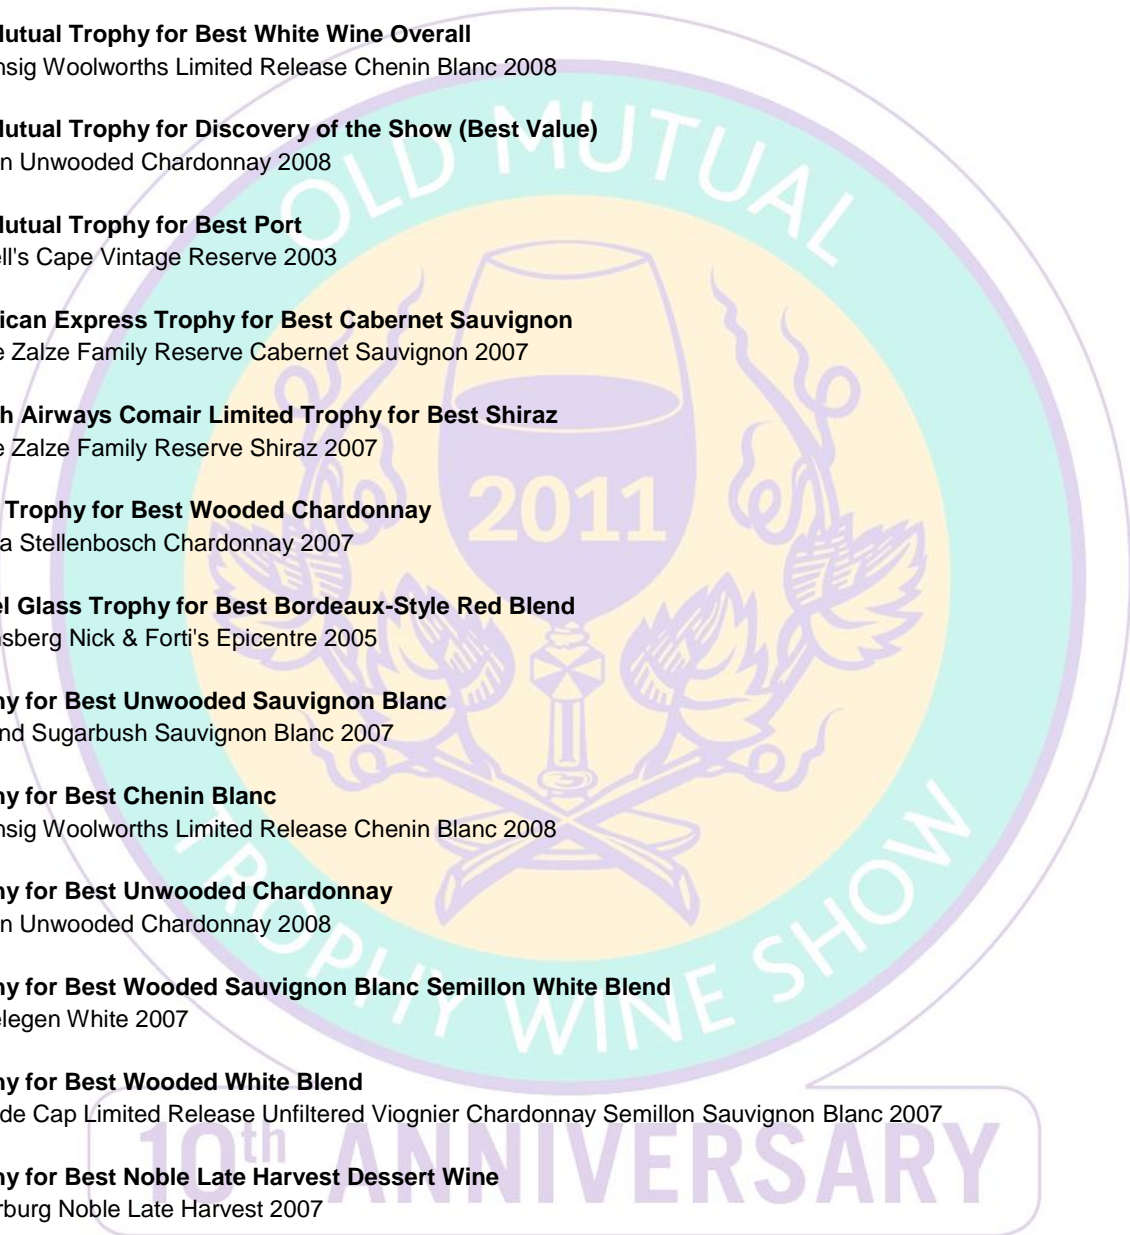 Mutual Trophy for Best White Wine Overall
nsig Woolworths Limited Release Chenin Blanc 2008
Mutual Trophy for Discovery of the Show (Best Value)
n Unwooded Chardonnay 2008
Mutual Trophy for Best Port
ell's Cape Vintage Reserve 2003
ican Express Trophy for Best Cabernet Sauvignon
e Zalze Family Reserve Cabernet Sauvignon 2007
h Airways Comair Limited Trophy for Best Shiraz
e Zalze Family Reserve Shiraz 2007
Trophy for Best Wooded Chardonnay
a Stellenbosch Chardonnay 2007
el Glass Trophy for Best Bordeaux-Style Red Blend
nsberg Nick & Forti's Epicentre 2005
hy for Best Unwooded Sauvignon Blanc
nd Sugarbush Sauvignon Blanc 2007
hy for Best Chenin Blanc
nsig Woolworths Limited Release Chenin Blanc 2008
hy for Best Unwooded Chardonnay
n Unwooded Chardonnay 2008
hy for Best Wooded Sauvignon Blanc Semillon White Blend
elegen White 2007
hy for Best Wooded White Blend
de Cap Limited Release Unfiltered Viognier Chardonnay Semillon Sauvignon Blanc 2007
hy for Best Noble Late Harvest Dessert Wine
rburg Noble Late Harvest 2007
OLD MUTUAL
2011
TROPHY WINE SHOW
10th ANNIVERSARY